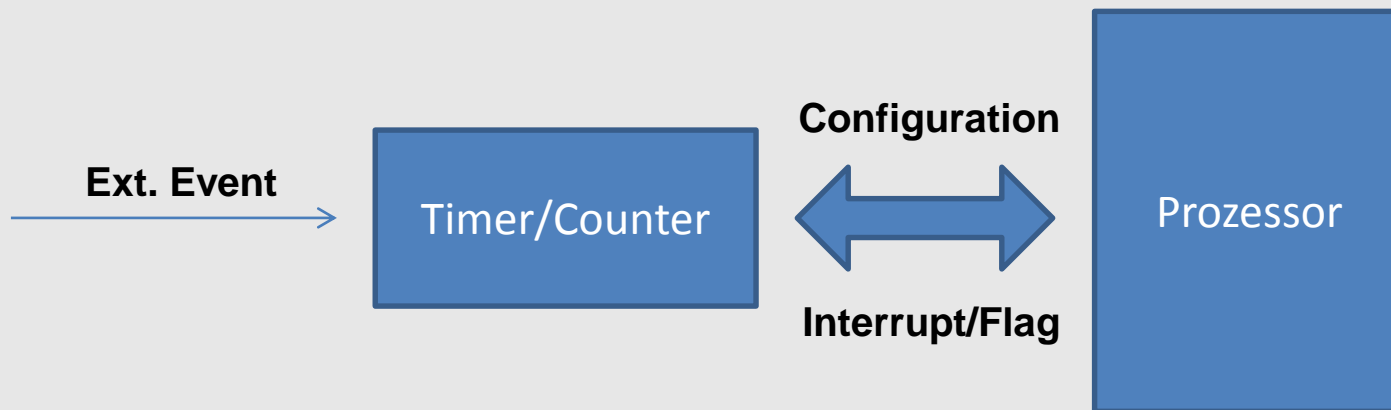 Ext. Event
Timer/Counter
Configuration
Interrupt/Flag
Prozessor